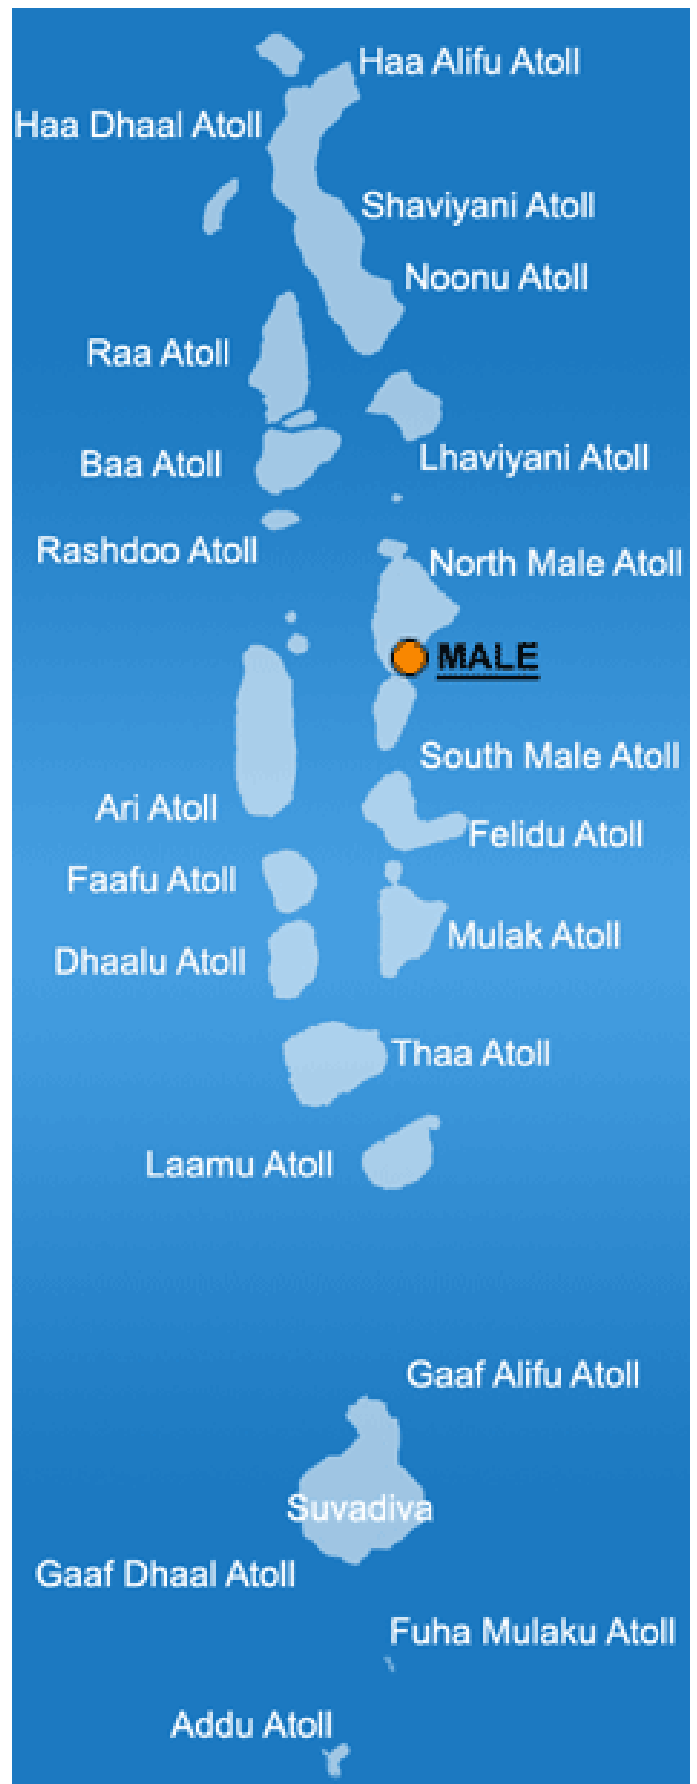 Haa Alifu Atoll
Haa Dhaal Atoll
Shaviyani Atoll
Noonu Atoll
Raa Atoll
Lhaviyani Atoll
Baa Atoll
Rashdoo Atoll
North Male Atoll
MALE
South Male Atoll
Ari Atoll
Felidu Atoll
Faafu Atoll
Mulak Atoll
Dhaalu Atoll
Thaa Atoll
Laamu Atoll
Gaaf Alifu Atoll
Suvadiva
Gaaf Dhaal Atoll
Fuha Mulaku Atoll
Addu Atoll